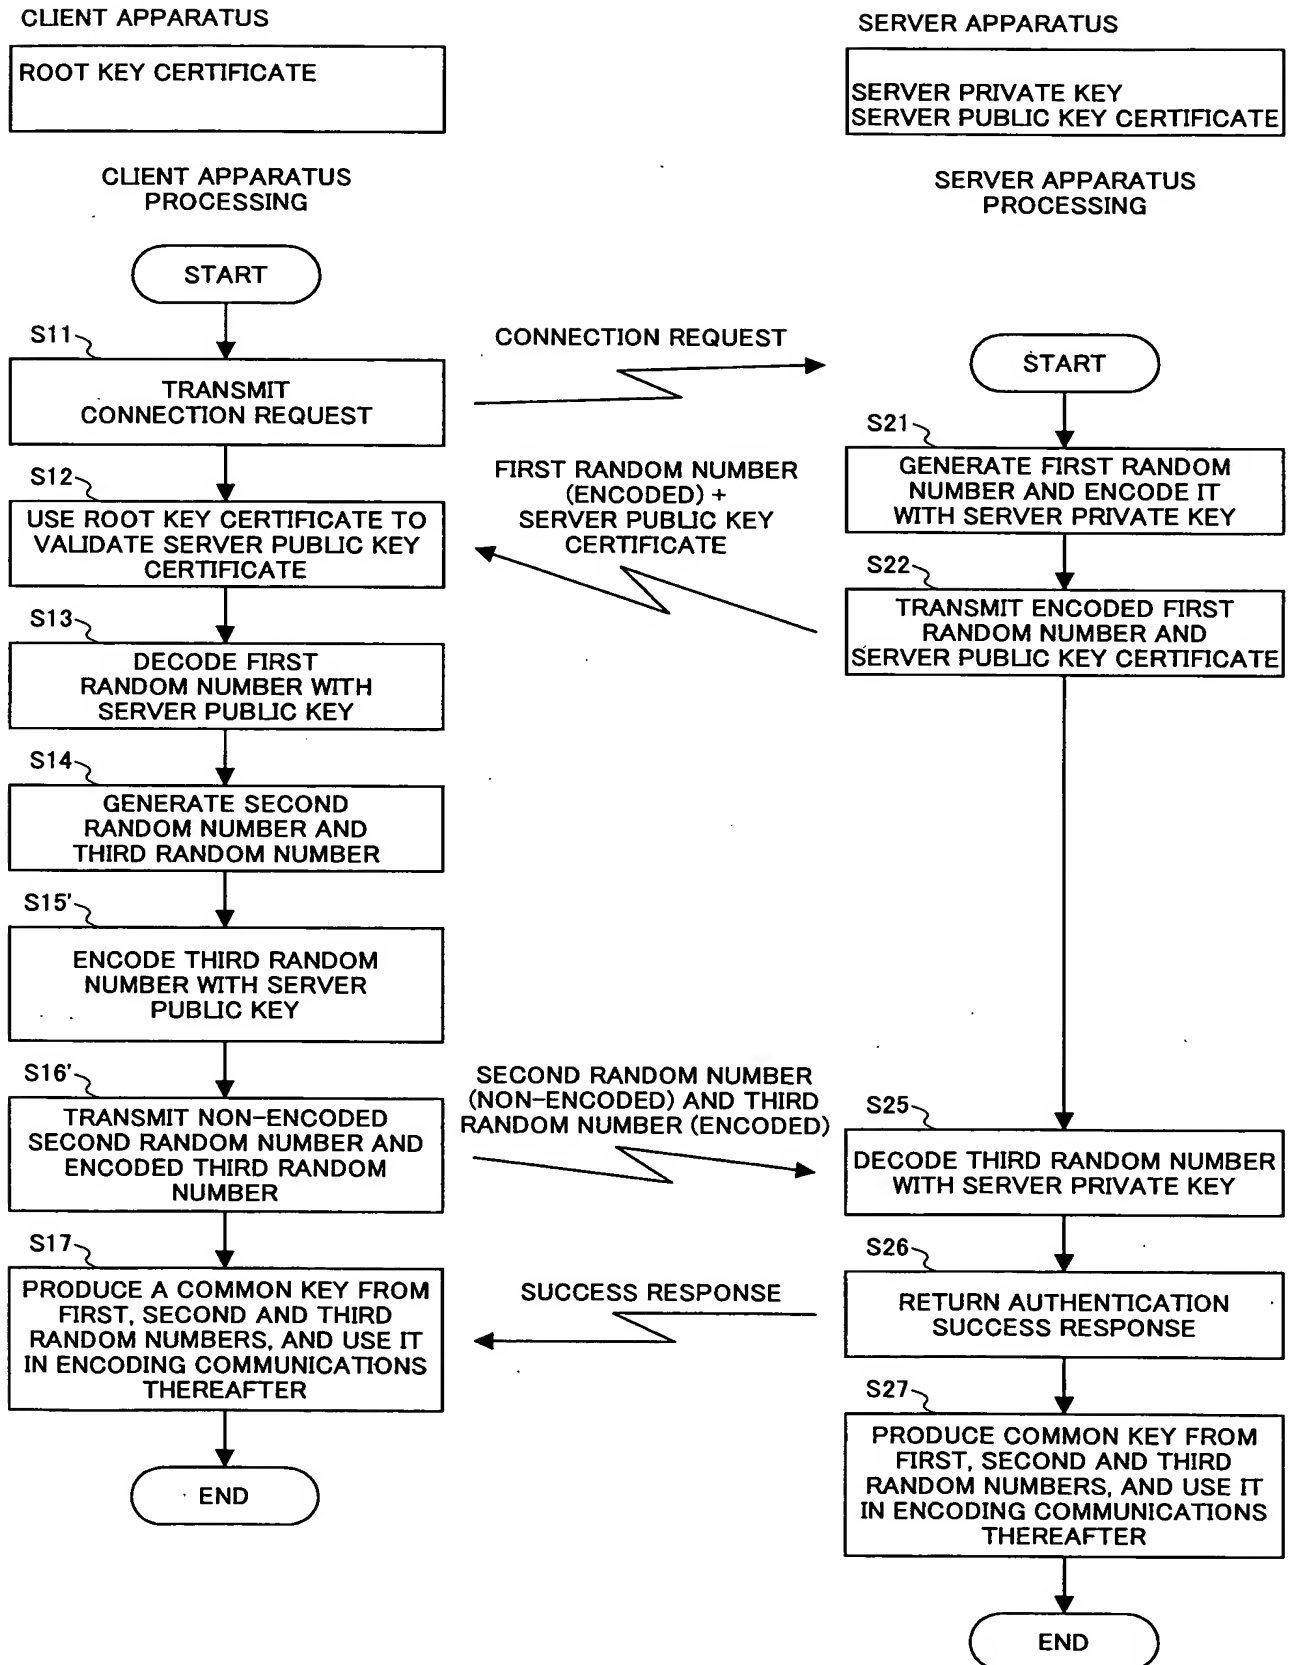 CLIENT APPARATUS
SERVER APPARATUS
ROOT KEY CERTIFICATE
SERVER PRIVATE KEY
SERVER PUBLIC KEY CERTIFICATE
CLIENT APPARATUS
PROCESSING
SERVER APPARATUS
PROCESSING
START
S11
TRANSMIT
CONNECTION REQUEST
CONNECTION REQUEST
START
S21
GENERATE FIRST RANDOM
NUMBER AND ENCODE IT
WITH SERVER PRIVATE KEY
S22
TRANSMIT ENCODED FIRST
RANDOM NUMBER AND
SERVER PUBLIC KEY CERTIFICATE
FIRST RANDOM NUMBER
(ENCODED) +
SERVER PUBLIC KEY
CERTIFICATE
S12
USE ROOT KEY CERTIFICATE TO
VALIDATE SERVER PUBLIC KEY
CERTIFICATE
S13
DECODE FIRST
RANDOM NUMBER WITH
SERVER PUBLIC KEY
S14
GENERATE SECOND
RANDOM NUMBER AND
THIRD RANDOM NUMBER
S15'
ENCODE THIRD RANDOM
NUMBER WITH SERVER
PUBLIC KEY
S16'
TRANSMIT NON-ENCODED
SECOND RANDOM NUMBER AND
ENCODED THIRD RANDOM
NUMBER
SECOND RANDOM NUMBER
(NON-ENCODED) AND THIRD
RANDOM NUMBER (ENCODED)
S25
DECODE THIRD RANDOM NUMBER
WITH SERVER PRIVATE KEY
S26
RETURN AUTHENTICATION
SUCCESS RESPONSE
SUCCESS RESPONSE
S17
PRODUCE A COMMON KEY FROM
FIRST, SECOND AND THIRD
RANDOM NUMBERS, AND USE IT
IN ENCODING COMMUNICATIONS
THEREAFTER
END
S27
PRODUCE COMMON KEY FROM
FIRST, SECOND AND THIRD
RANDOM NUMBERS, AND USE IT
IN ENCODING COMMUNICATIONS
THEREAFTER
END